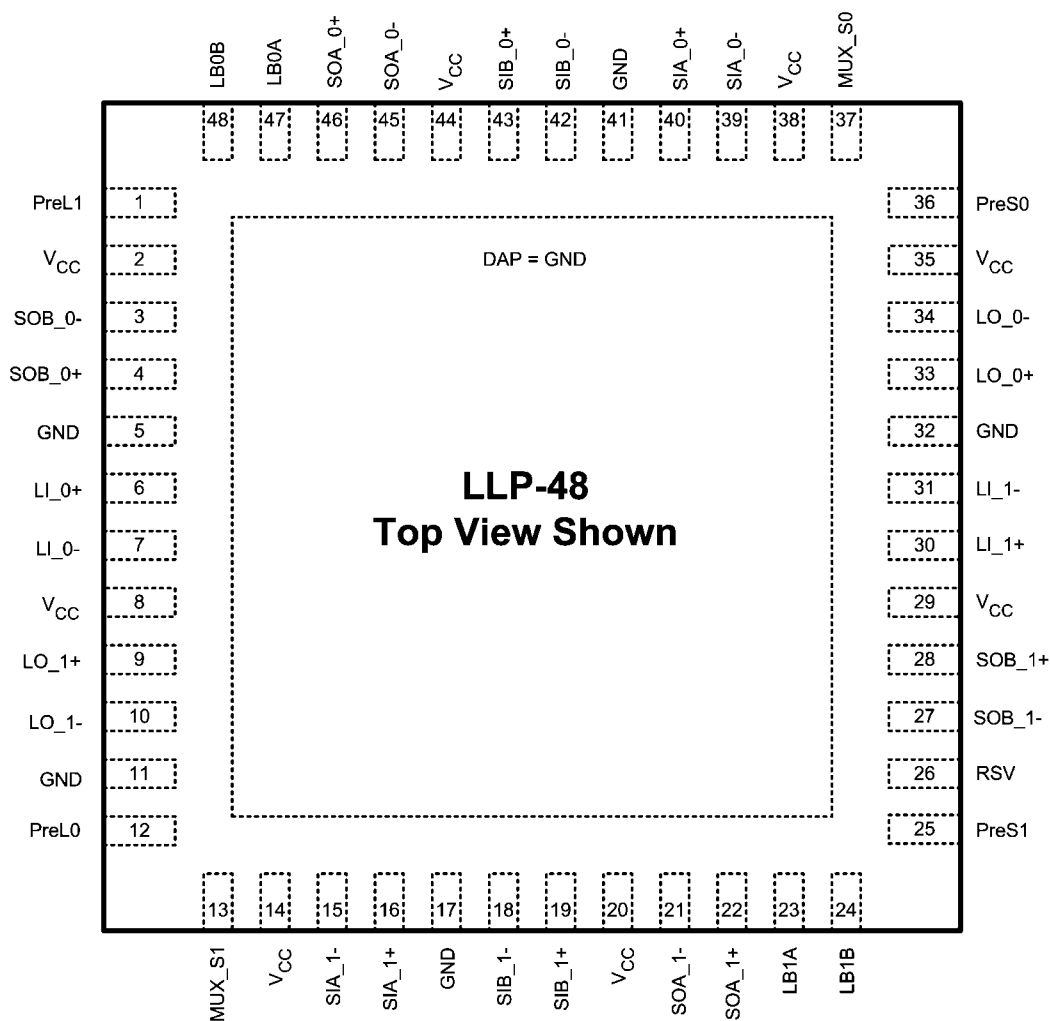 LB0B
LB0A
SOA_0+
SOA_0-
VCC
SIB_0+
SIB_0-
GND
SIA_0+
SIA_0-
VCC
MUX_S0
48 47 46 45 44 43 42 41 40 39 38 37
PreL1 1
VCC 2
SOB_0- 3
SOB_0+ 4
GND 5
LI_0+ 6
LI_0- 7
VCC 8
LO_1+ 9
LO_1- 10
GND 11
PreL0 12
DAP = GND
LLP-48
Top View Shown
36 PreS0
35 VCC
34 LO_0-
33 LO_0+
32 GND
31 LI_1-
30 LI_1+
29 VCC
28 SOB_1+
27 SOB_1-
26 RSV
25 PreS1
13 14 15 16 17 18 19 20 21 22 23 24
MUX_S1
VCC
SIA_1-
SIA_1+
GND
SIB_1-
SIB_1+
VCC
SOA_1-
SOA_1+
LB1A
LB1B